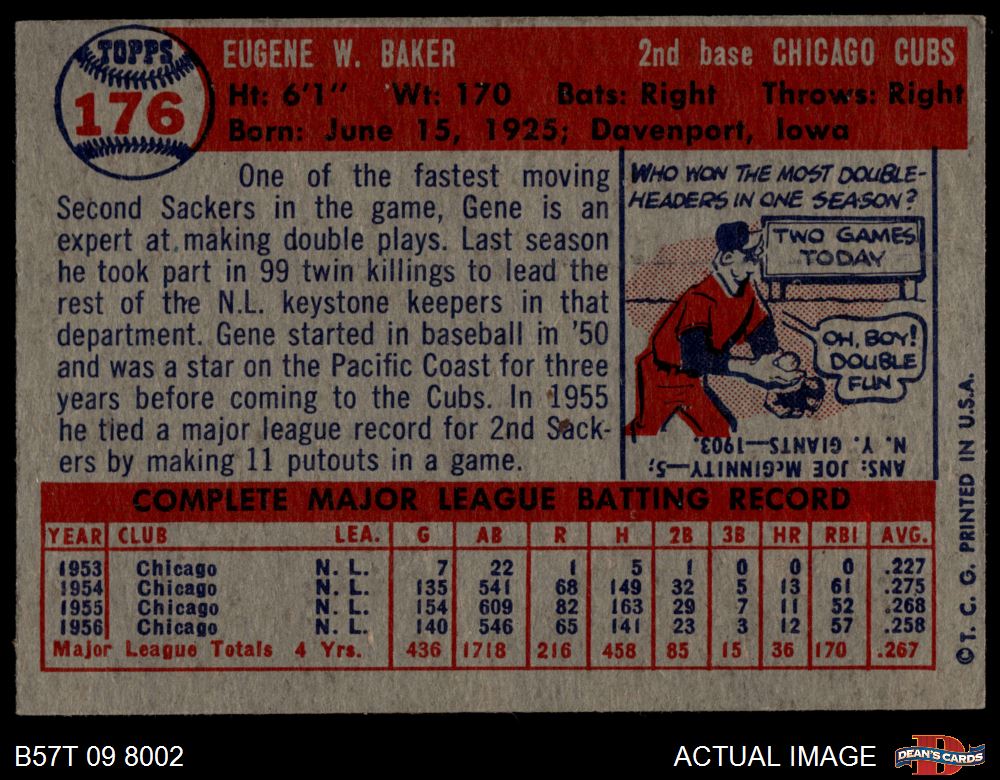 TOPPS
176
EUGENE W. BAKER 2nd base CHICAGO CUBS
Ht: 6'1" Wt: 170 Bats: Right Throws: Right
Born: June 15, 1925; Davenport, Iowa
One of the fastest moving
Second Sackers in the game, Gene is an
expert at making double plays. Last season
he took part in 99 twin killings to lead the
rest of the N.L. keystone keepers in that
department. Gene started in baseball in '50
and was a star on the Pacific Coast for three
years before coming to the Cubs. In 1955
he tied a major league record for 2nd Sack-
ers by making 11 putouts in a game.
WHO WON THE MOST DOUBLE-
HEADERS IN ONE SEASON?
TWO GAMES
TODAY
OH, BOY!
DOUBLE
FUN
ANS: JOE McGINNITY—5;
N. Y. GIANTS—1903.
COMPLETE MAJOR LEAGUE BATTING RECORD
YEAR CLUB LEA. G AB R H 2B 3B HR RBI AVG.
1953 Chicago N. L. 7 22 1 5 1 0 0 0 .227
1954 Chicago N. L. 135 541 68 149 32 5 13 61 .275
1955 Chicago N. L. 154 609 82 163 29 7 11 52 .268
1956 Chicago N. L. 140 546 65 141 23 3 12 57 .258
Major League Totals 4 Yrs. 436 1718 216 458 85 15 36 170 .267
© T. C. G. PRINTED IN U.S.A.
B57T 09 8002 ACTUAL IMAGE
D
DEAN'S CARDS